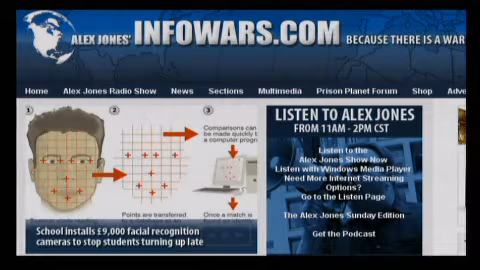 ALEX JONES' INFOWARS.COM BECAUSE THERE IS A WAR
Home Alex Jones Radio Show News Sections Multimedia Prison Planet Forum Shop
1 2 3
Comparisons can
be made quickly
a computer
Points are transferred
Once a match is
School installs £9,000 facial recognition
cameras to stop students turning up late
LISTEN TO ALEX JONES
FROM 11AM - 2PM CST
Listen to the
Alex Jones Show Now
Listen with Windows Media Player
Need More Internet Streaming
Options?
Go to the Listen Page
The Alex Jones Sunday Edition
Get the Podcast